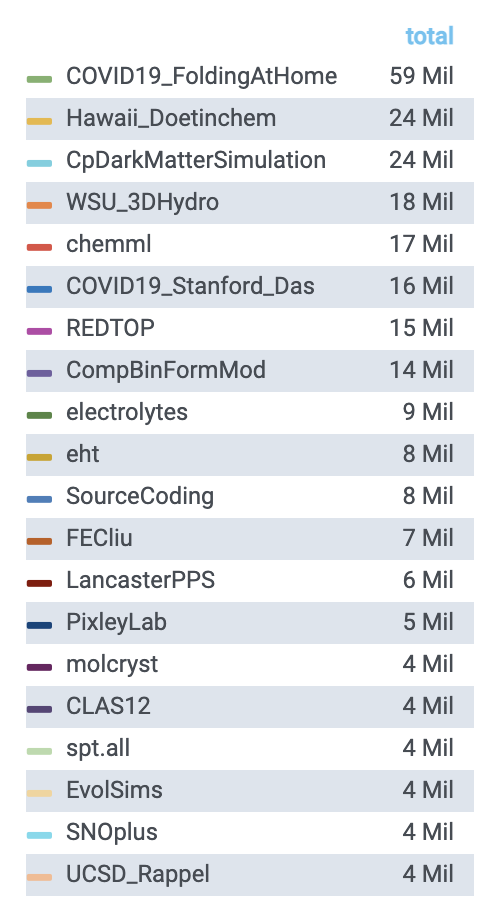 total
COVID19_FoldingAtHome 59 Mil
Hawaii_Doetinchem 24 Mil
CpDarkMatterSimulation 24 Mil
WSU_3DHydro 18 Mil
chemml 17 Mil
COVID19_Stanford_Das 16 Mil
REDTOP 15 Mil
CompBinFormMod 14 Mil
electrolytes 9 Mil
eht 8 Mil
SourceCoding 8 Mil
FECliu 7 Mil
LancasterPPS 6 Mil
PixleyLab 5 Mil
molcryst 4 Mil
CLAS12 4 Mil
spt.all 4 Mil
EvolSims 4 Mil
SNOplus 4 Mil
UCSD_Rappel 4 Mil